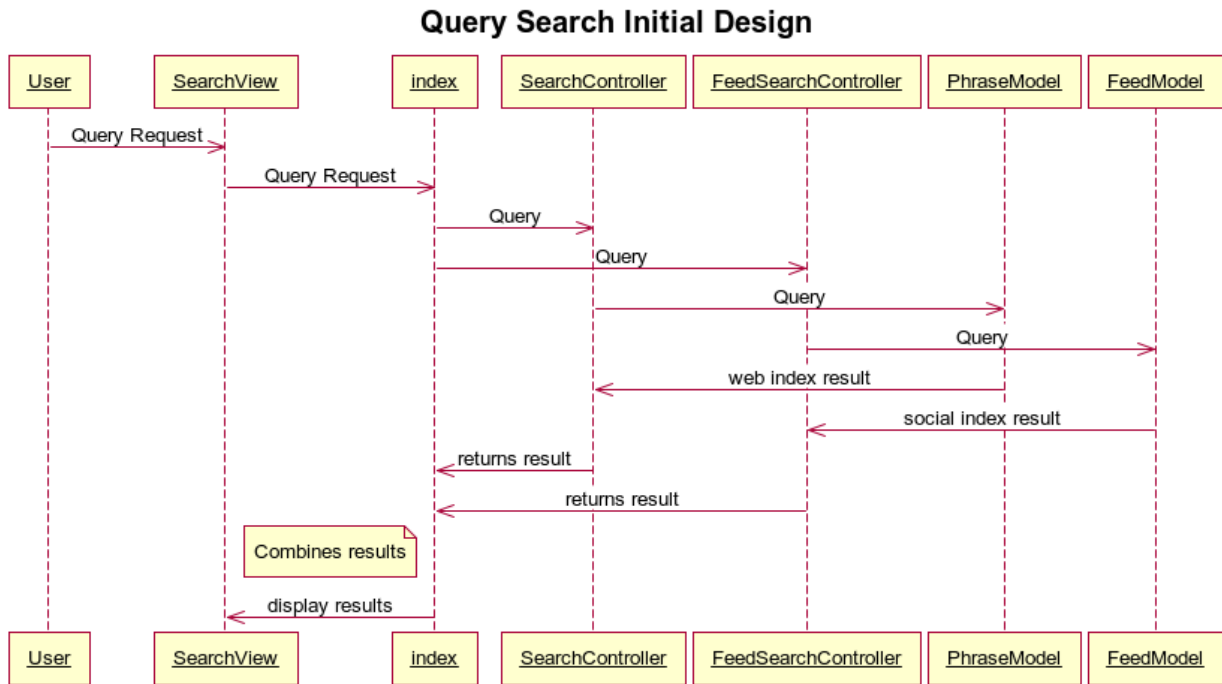 Query Search Initial Design
User SearchView index SearchController FeedSearchController PhraseModel FeedModel
Query Request
Query Request
Query
Query
Query
Query
web index result
social index result
returns result
returns result
Combines results
display results
User SearchView index SearchController FeedSearchController PhraseModel FeedModel